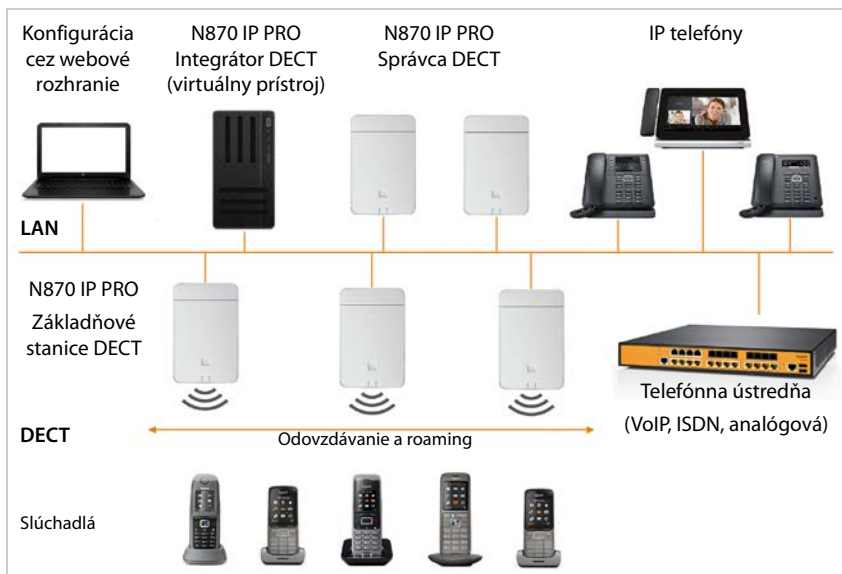 Konfigurácia
cez webové
rozhranie
N870 IP PRO
Integrátor DECT
(virtuálny prístroj)
N870 IP PRO
Správca DECT
IP telefóny
LAN
N870 IP PRO
Základňové
stanice DECT
Telefónna ústredňa
(VoIP, ISDN, analógová)
DECT
Odovzdávanie a roaming
Slúchadlá